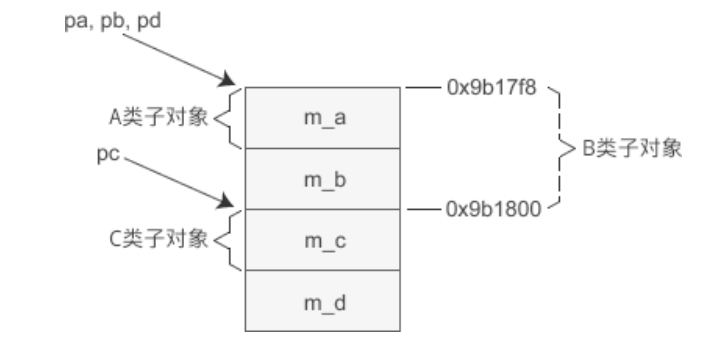 pa, pb, pd
0x9b17f8
A类子对象
m_a
B类子对象
pc
m_b
0x9b1800
C类子对象
m_c
m_d